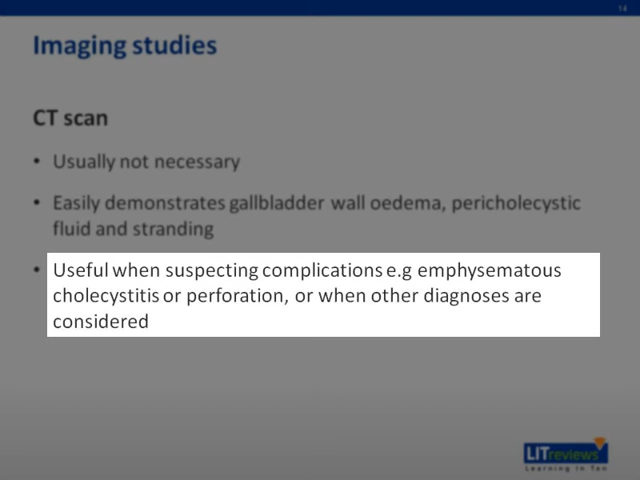 14
Imaging studies
CT scan
• Usually not necessary
• Easily demonstrates gallbladder wall oedema, pericholecystic
fluid and stranding
• Useful when suspecting complications e.g emphysematous
cholecystitis or perforation, or when other diagnoses are
considered
LITreviews
Learning in Ten